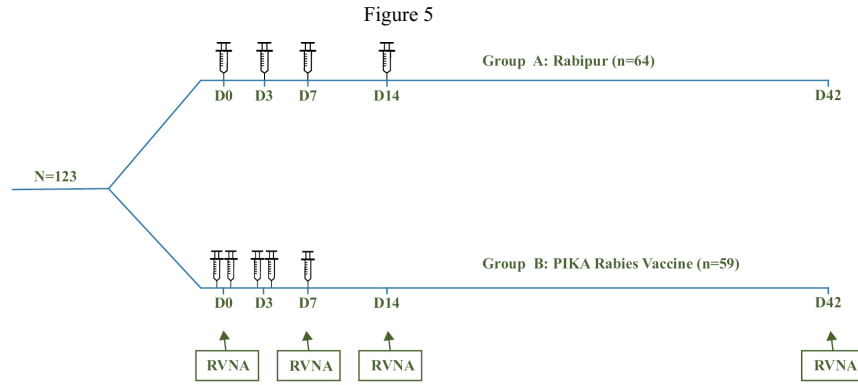 Figure 5
Group A: Rabipur (n=64)
D0 D3 D7 D14 D42
N=123
Group B: PIKA Rabies Vaccine (n=59)
D0 D3 D7 D14 D42
RVNA RVNA RVNA RVNA